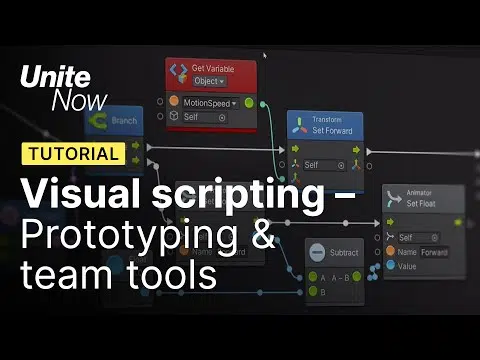 Unite
Now
TUTORIAL
Visual scripting –
Prototyping &
team tools
Get Variable
Object
MotionSpeed
Self
Branch
Transform
Set Forward
Self
Animator
Set Float
Self
Name Forward
Value
Subtract
A A – B
B